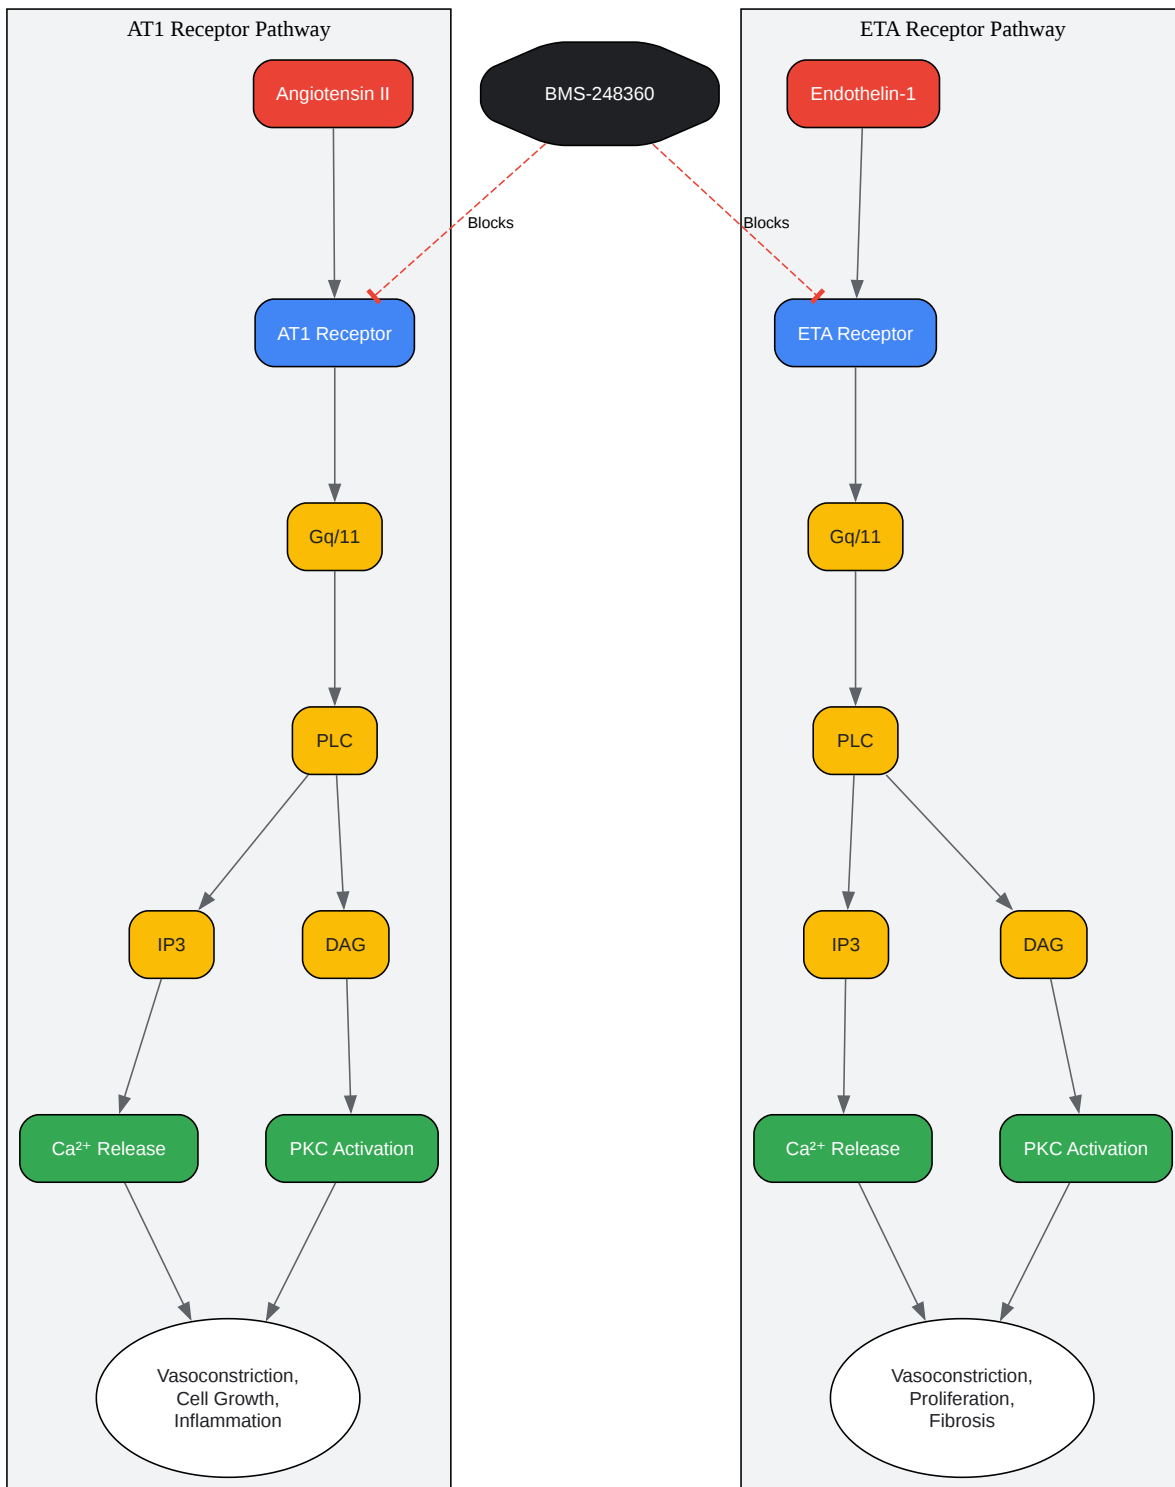 AT1 Receptor Pathway
Angiotensin II
BMS-248360
ETA Receptor Pathway
Endothelin-1
Blocks
Blocks
AT1 Receptor
ETA Receptor
Gq/11
Gq/11
PLC
PLC
IP3
DAG
IP3
DAG
Ca²⁺ Release
PKC Activation
Ca²⁺ Release
PKC Activation
Vasoconstriction,
Cell Growth,
Inflammation
Vasoconstriction,
Proliferation,
Fibrosis